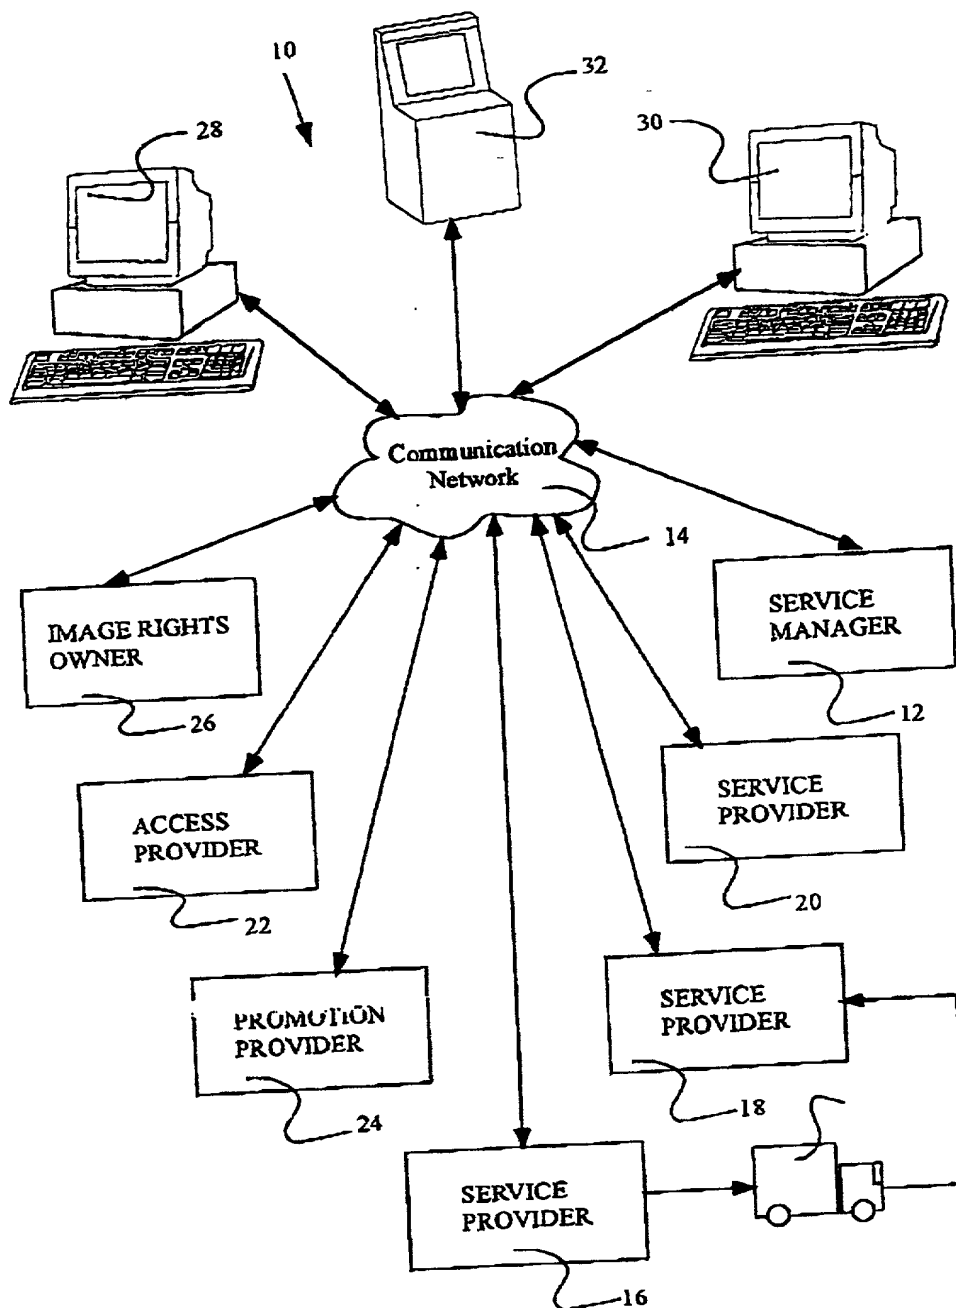 10
32
28
30
Communication
Network
14
IMAGE RIGHTS
OWNER
26
SERVICE
MANAGER
12
ACCESS
PROVIDER
22
SERVICE
PROVIDER
20
PROMOTION
PROVIDER
24
SERVICE
PROVIDER
18
SERVICE
PROVIDER
16